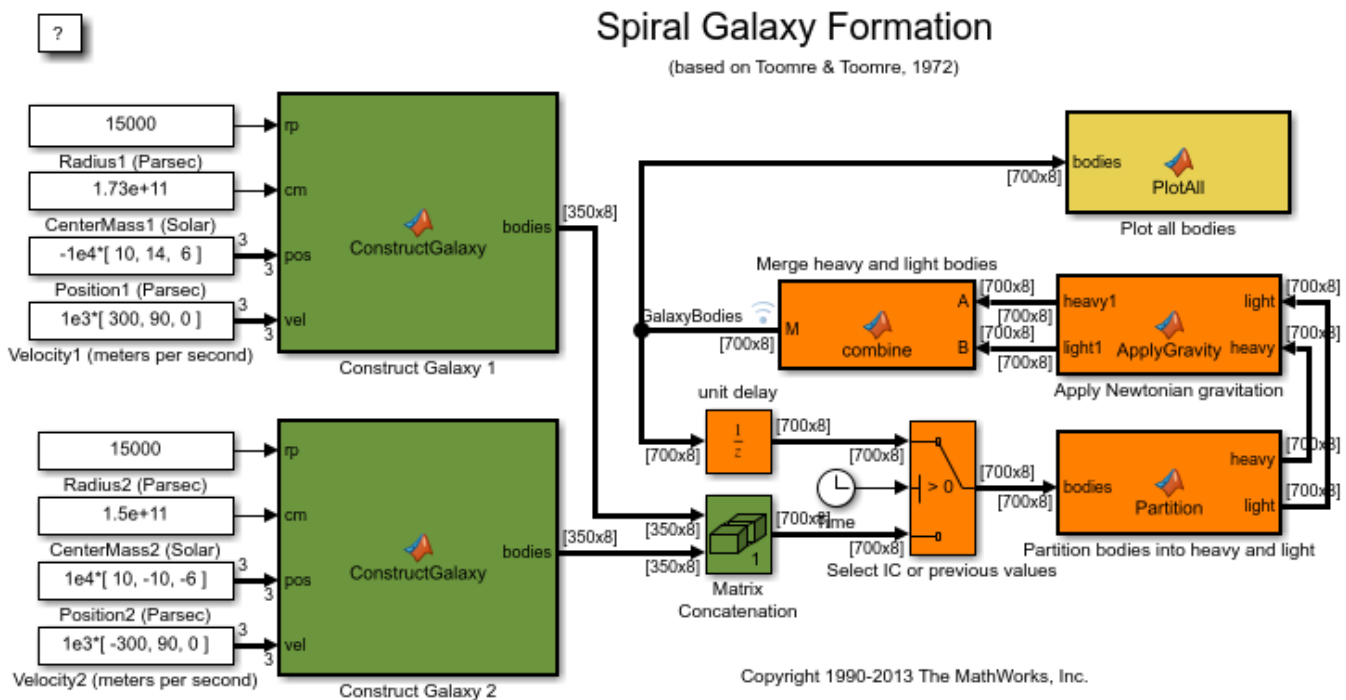 ?
Spiral Galaxy Formation
(based on Toomre & Toomre, 1972)
15000
rp
Radius1 (Parsec)
1.73e+11
cm
CenterMass1 (Solar)
3
-1e4*[ 10, 14, 6 ]
3
pos
Position1 (Parsec)
3
1e3*[ 300, 90, 0 ]
3
vel
Velocity1 (meters per second)
ConstructGalaxy
bodies
[350x8]
Construct Galaxy 1
15000
rp
Radius2 (Parsec)
1.5e+11
cm
CenterMass2 (Solar)
3
1e4*[ 10, -10, -6 ]
3
pos
Position2 (Parsec)
3
1e3*[ -300, 90, 0 ]
3
vel
Velocity2 (meters per second)
ConstructGalaxy
bodies
[350x8]
Construct Galaxy 2
[700x8]
bodies
PlotAll
Plot all bodies
Merge heavy and light bodies
GalaxyBodies
[700x8]
M
combine
A
B
[700x8]
[700x8]
[700x8]
[700x8]
heavy1
light1
ApplyGravity
light
heavy
[700x8]
[700x8]
Apply Newtonian gravitation
unit delay
[700x8]
1
z
[700x8]
[700x8]
[350x8]
[350x8]
1
[700x8]
Matrix
Concatenation
Time
[700x8]
> 0
Select IC or previous values
[700x8]
[700x8]
bodies
Partition
heavy
light
[700x8]
[700x8]
Partition bodies into heavy and light
Copyright 1990-2013 The MathWorks, Inc.